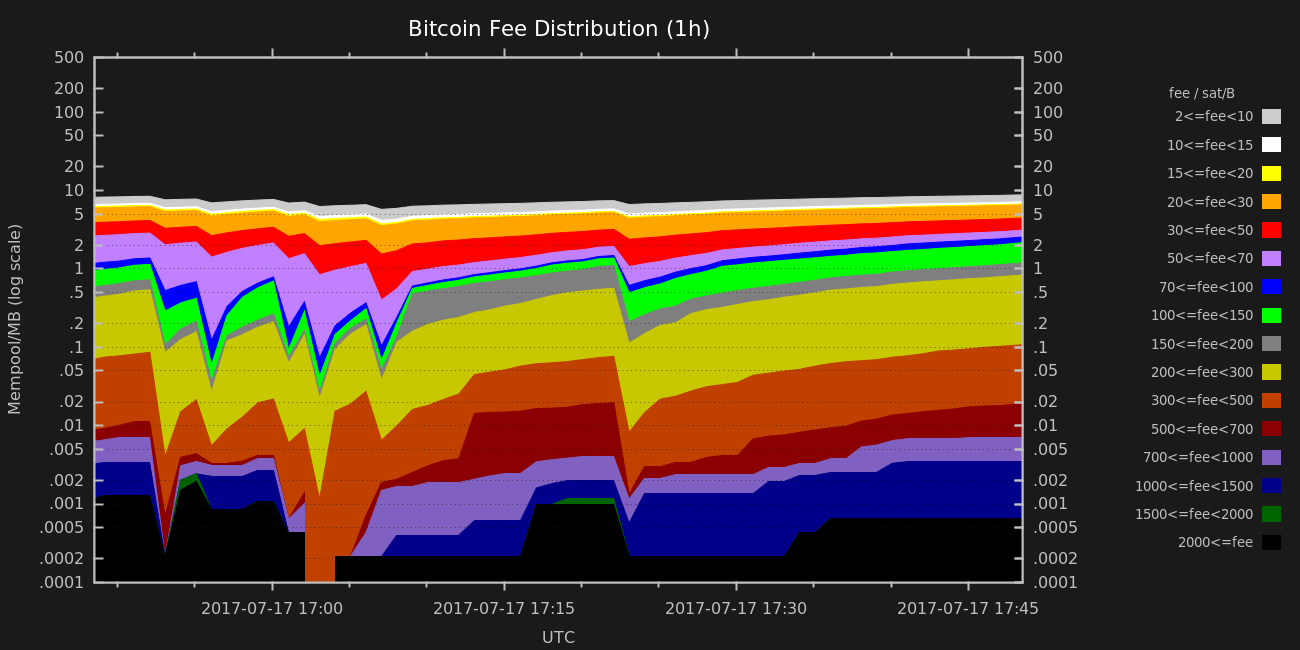 Bitcoin Fee Distribution (1h)
Mempool/MB (log scale)
500
200
100
50
20
10
5
2
1
.5
.2
.1
.05
.02
.01
.005
.002
.001
.0005
.0002
.0001
500
200
100
50
20
10
5
2
1
.5
.2
.1
.05
.02
.01
.005
.002
.001
.0005
.0002
.0001
2017-07-17 17:00
2017-07-17 17:15
2017-07-17 17:30
2017-07-17 17:45
UTC
fee / sat/B
2<=fee<10
10<=fee<15
15<=fee<20
20<=fee<30
30<=fee<50
50<=fee<70
70<=fee<100
100<=fee<150
150<=fee<200
200<=fee<300
300<=fee<500
500<=fee<700
700<=fee<1000
1000<=fee<1500
1500<=fee<2000
2000<=fee